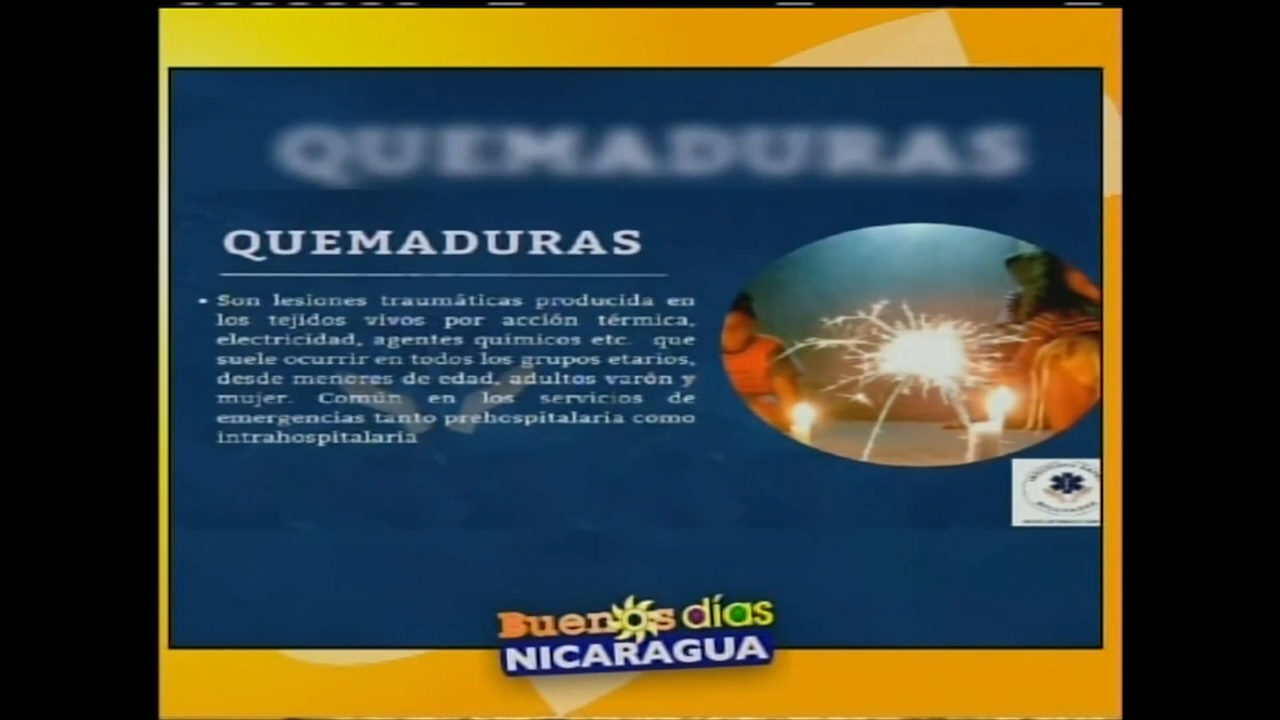 QUEMADURAS
QUEMADURAS
• Son lesiones traumáticas producida en
los tejidos vivos por acción térmica,
electricidad, agentes químicos etc. que
suele ocurrir en todos los grupos etarios,
desde menores de edad, adultos varón y
mujer. Común en los servicios de
emergencias tanto prehospitalaria como
intrahospitalaria
Buenos días
NICARAGUA